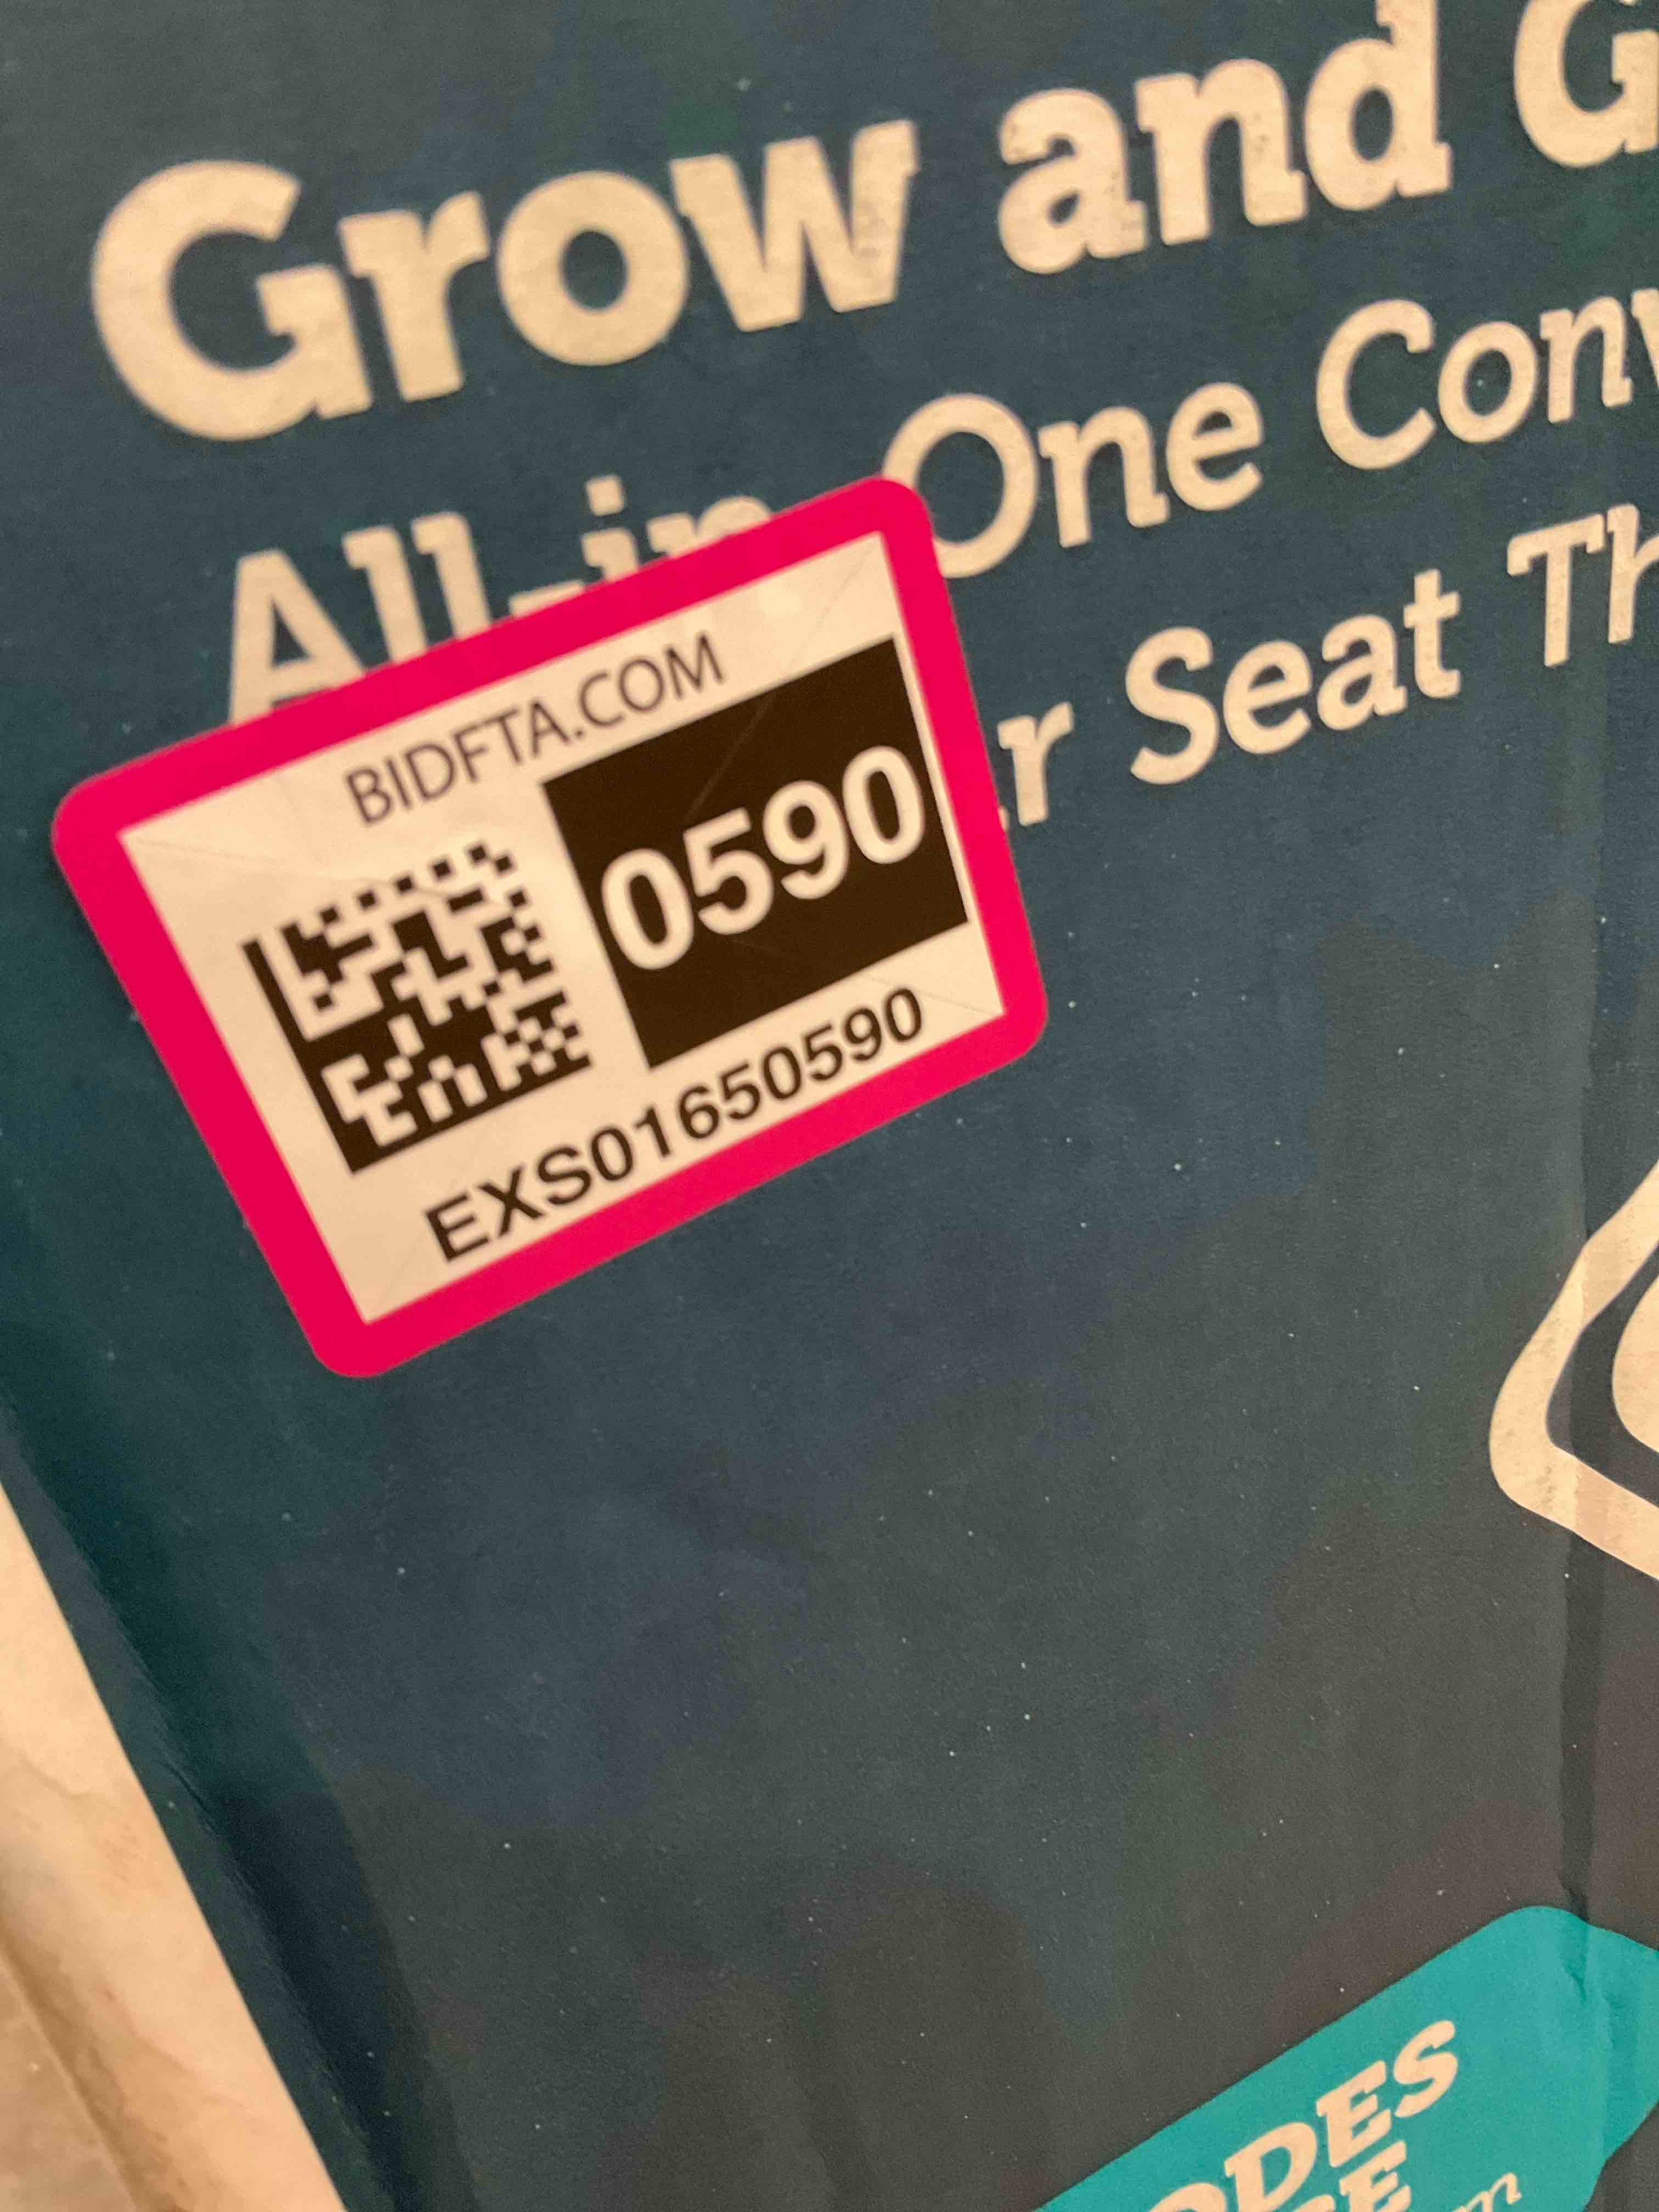 Grow and G
All-in-One Conv
r Seat Th
BIDFTA.COM
0590
EXS01650590
ODES